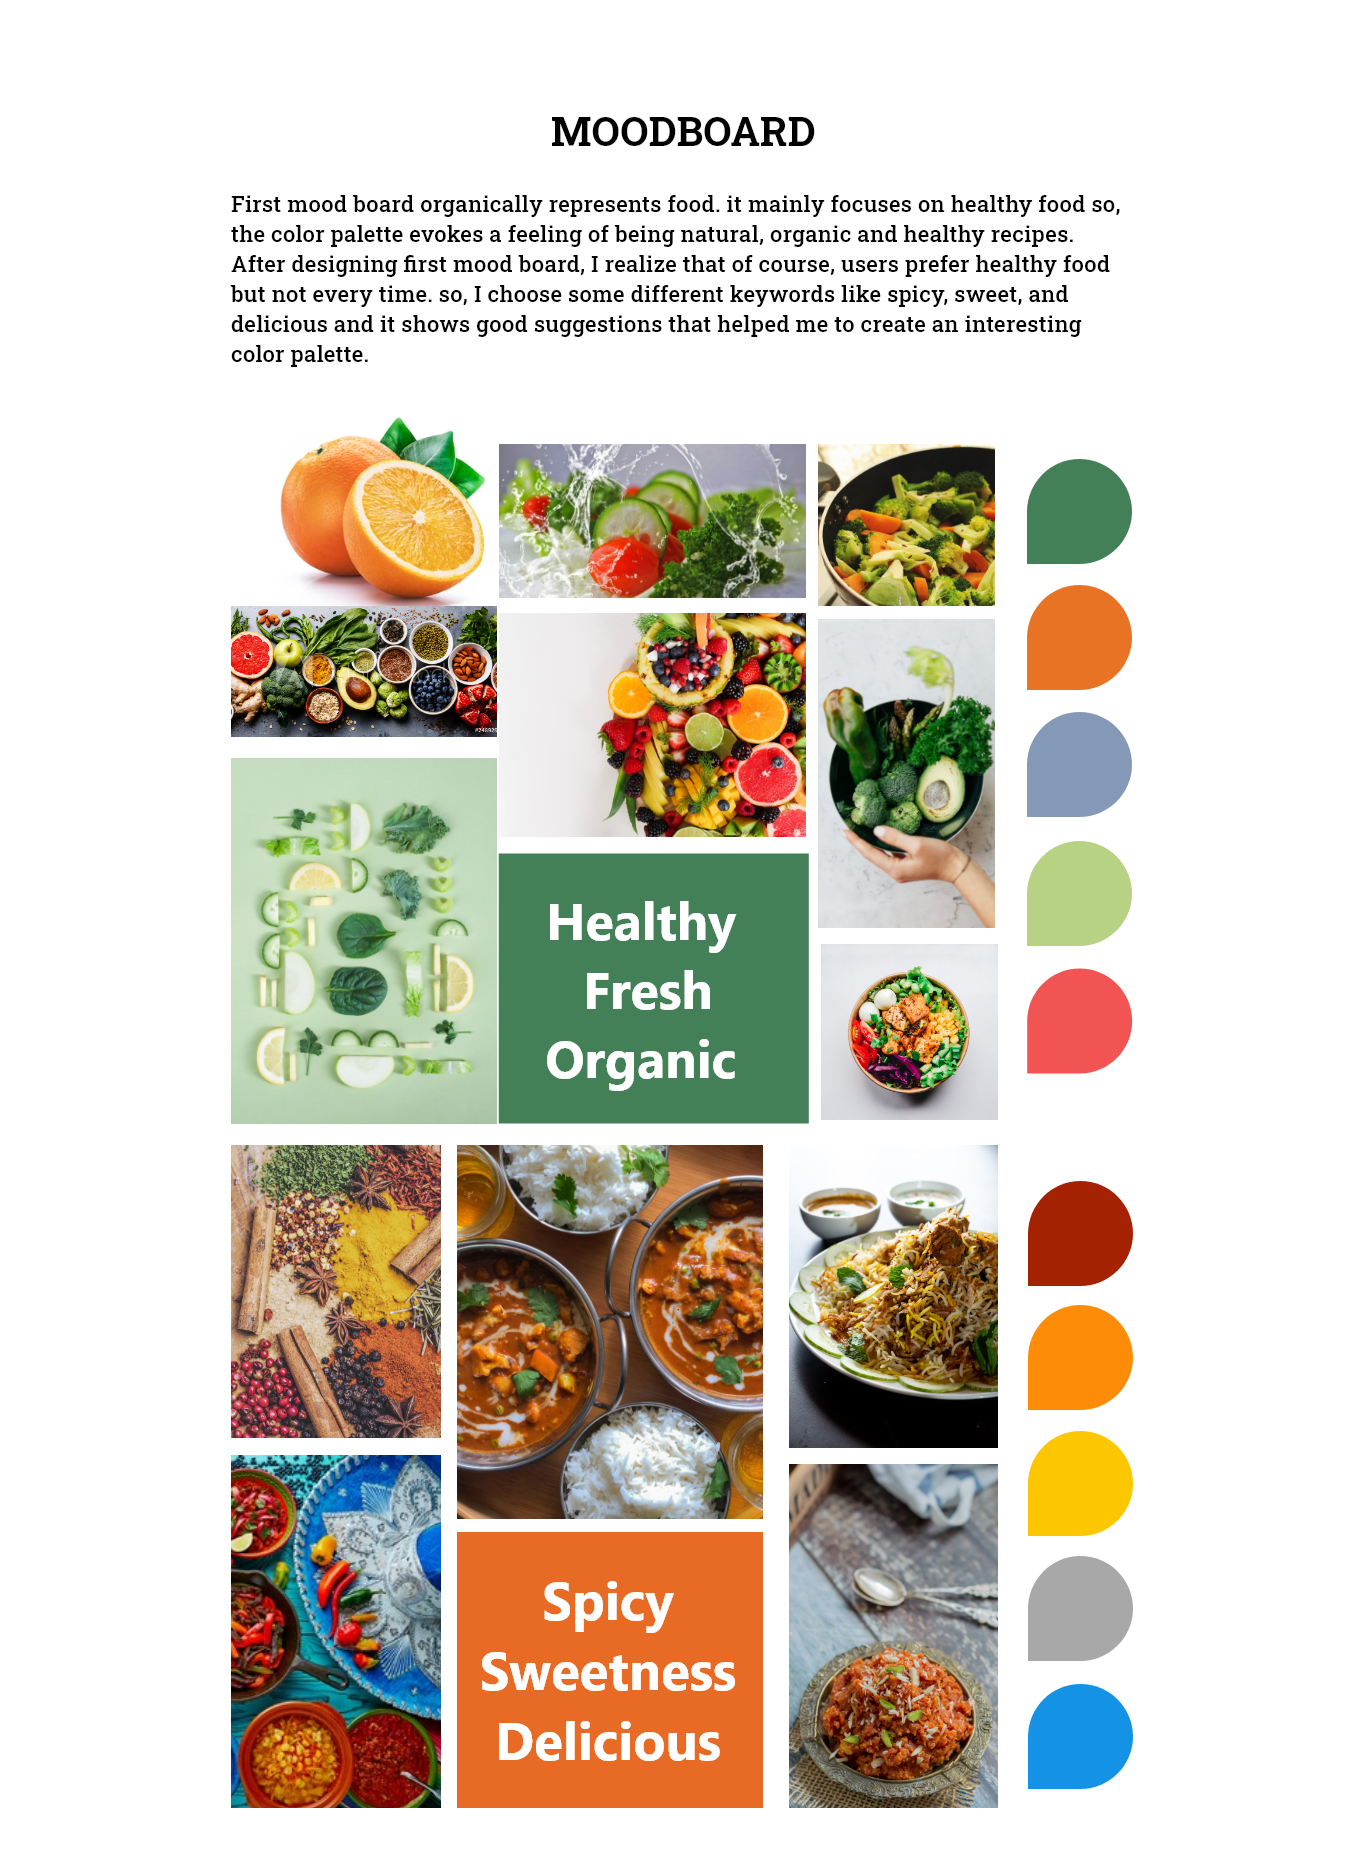 MOODBOARD
First mood board organically represents food. it mainly focuses on healthy food so,
the color palette evokes a feeling of being natural, organic and healthy recipes.
After designing first mood board, I realize that of course, users prefer healthy food
but not every time. so, I choose some different keywords like spicy, sweet, and
delicious and it shows good suggestions that helped me to create an interesting
color palette.
Healthy
Fresh
Organic
Spicy
Sweetness
Delicious